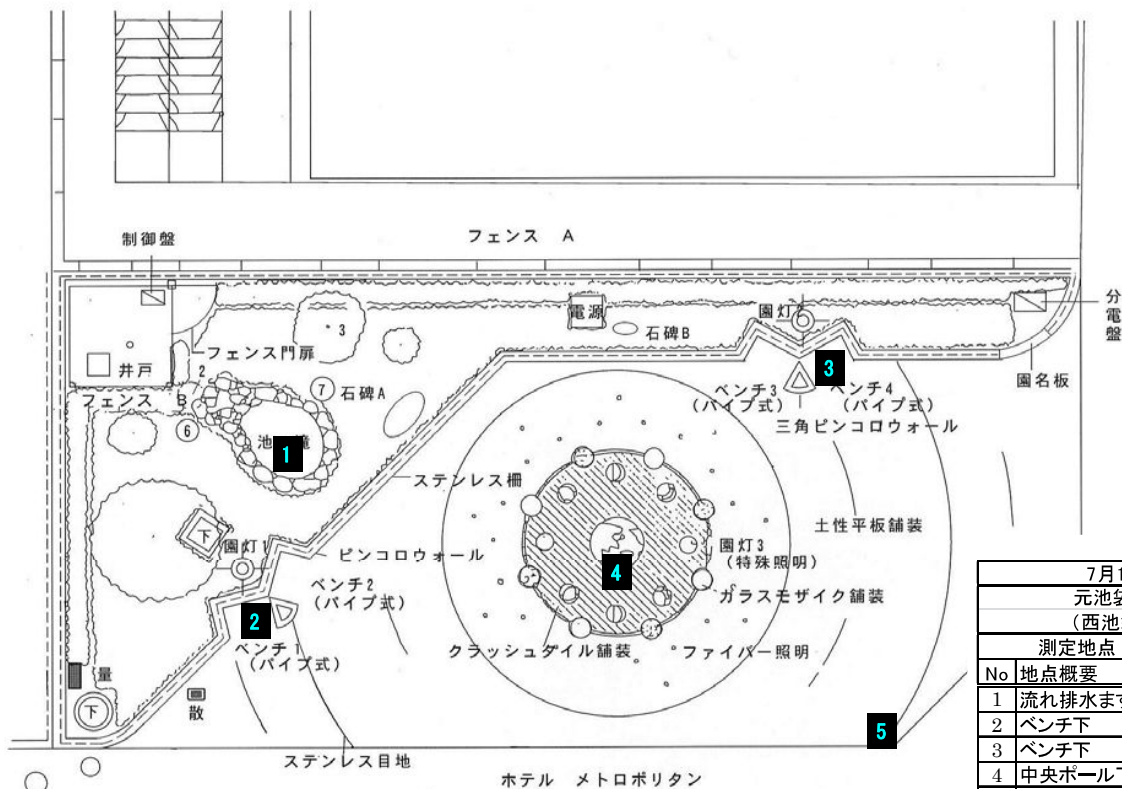 制御盤
フェンス A
電源
園灯2
分電盤
3
石碑B
フェンス門扉
井戸
2
フェンス B
7
石碑A
6
池
滝
1
3
ベンチ3
(パイプ式)
ベンチ4
(パイプ式)
園名板
三角ピンコロウォール
ステンレス柵
土性平板舗装
下
園灯1
ピンコロウォール
園灯3
(特殊照明)
4
ベンチ2
(パイプ式)
ガラスモザイク舗装
2
ベンチ1
(パイプ式)
クラッシュタイル舗装
ファイバー照明
量
下
散
5
ステンレス目地
ホテル メトロポリタン
7月1
元池袋
(西池
測定地点
No 地点概要
1 流れ排水ます
2 ベンチ下
3 ベンチ下
4 中央ポール下